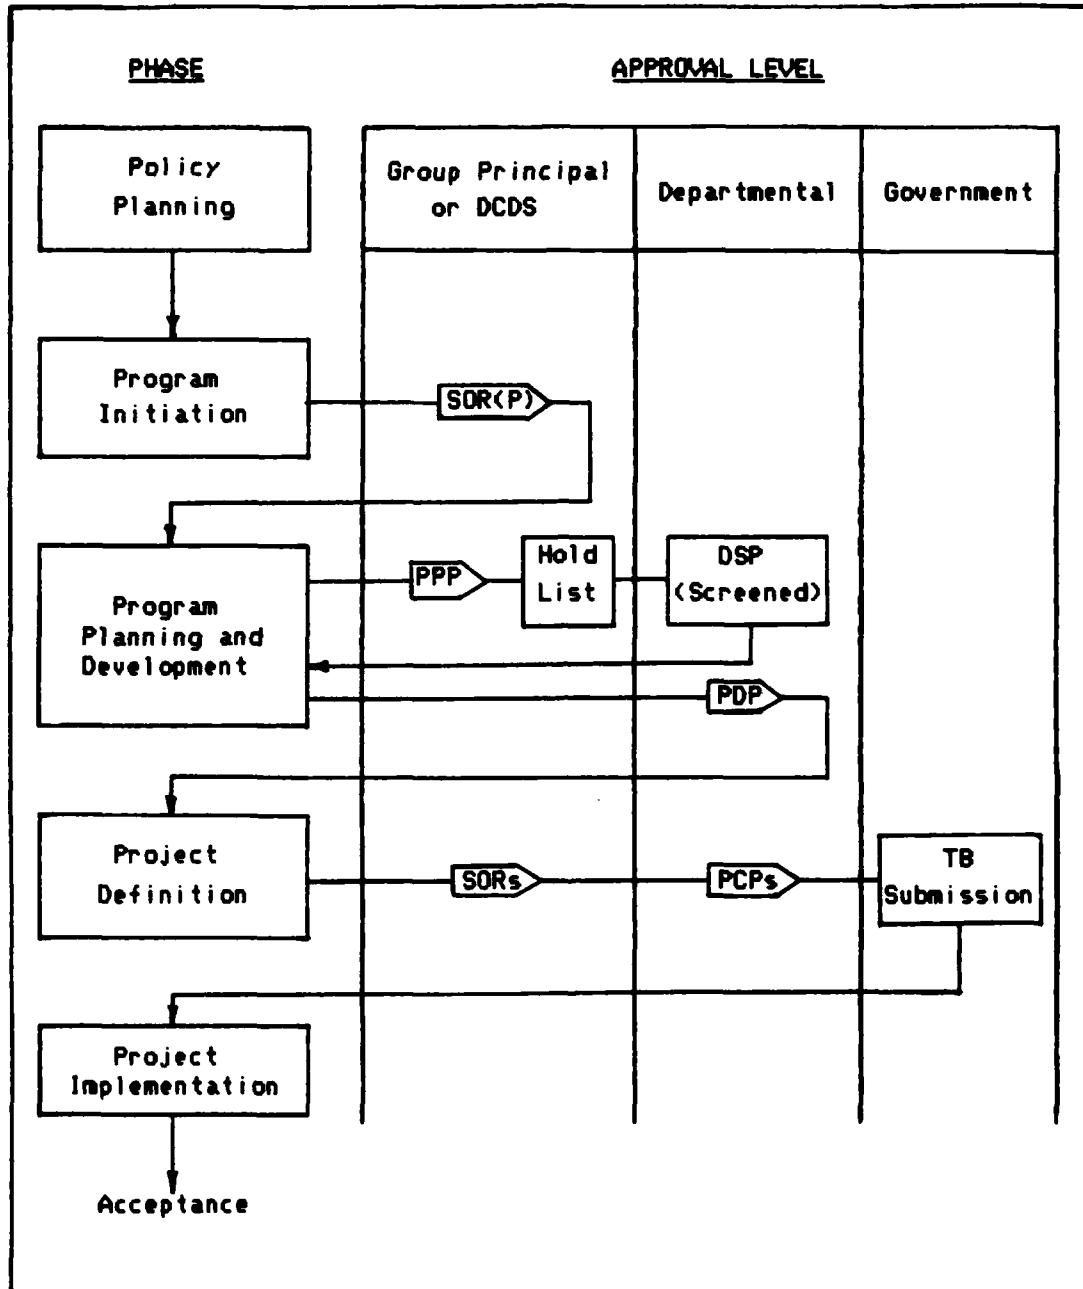 PHASE
APPROVAL LEVEL
Policy
Planning
Group Principal
or DCDS
Departmental
Government
Program
Initiation
SOR(P)
Program
Planning and
Development
PPP
Hold
List
DSP
(Screened)
PDP
Project
Definition
SORs
PCPs
TB
Submission
Project
Implementation
Acceptance